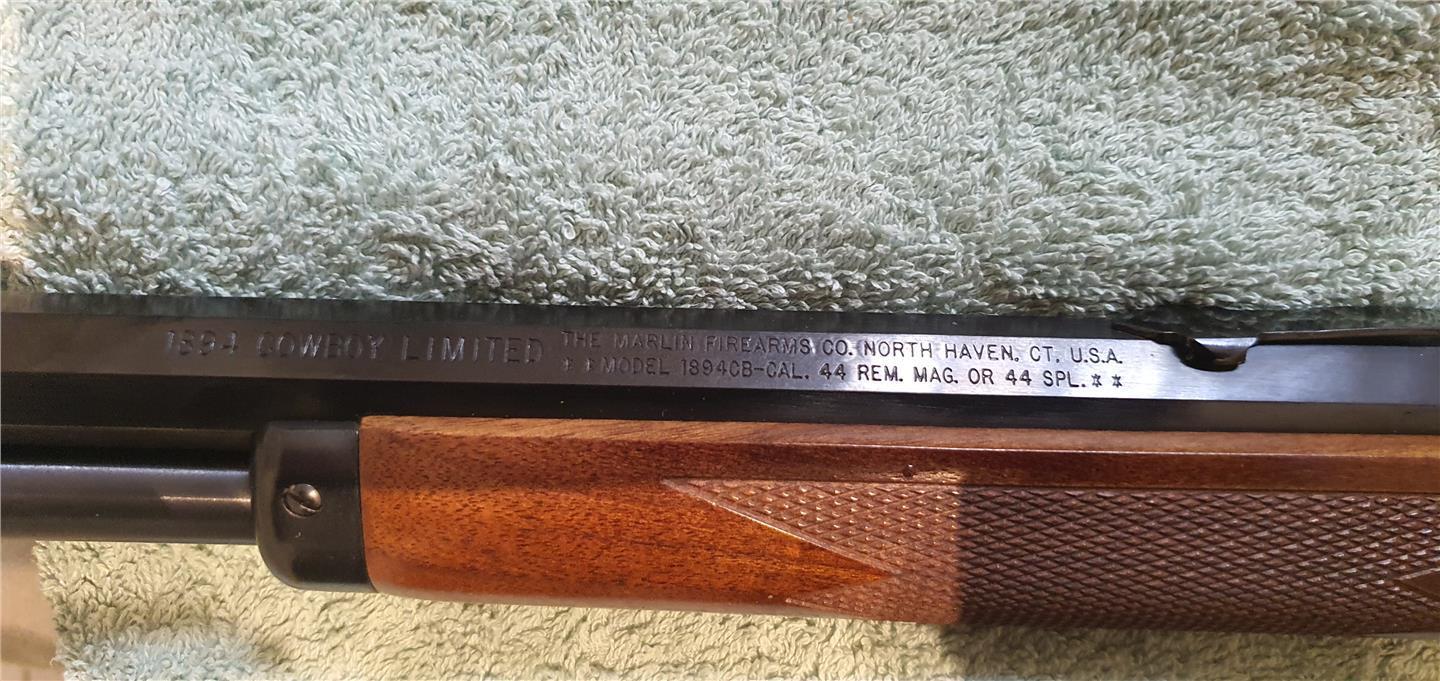 1894 COWBOY LIMITED
THE MARLIN FIREARMS CO. NORTH HAVEN. CT. U.S.A.
**MODEL 1894CB-CAL. 44 REM. MAG. OR 44 SPL.**